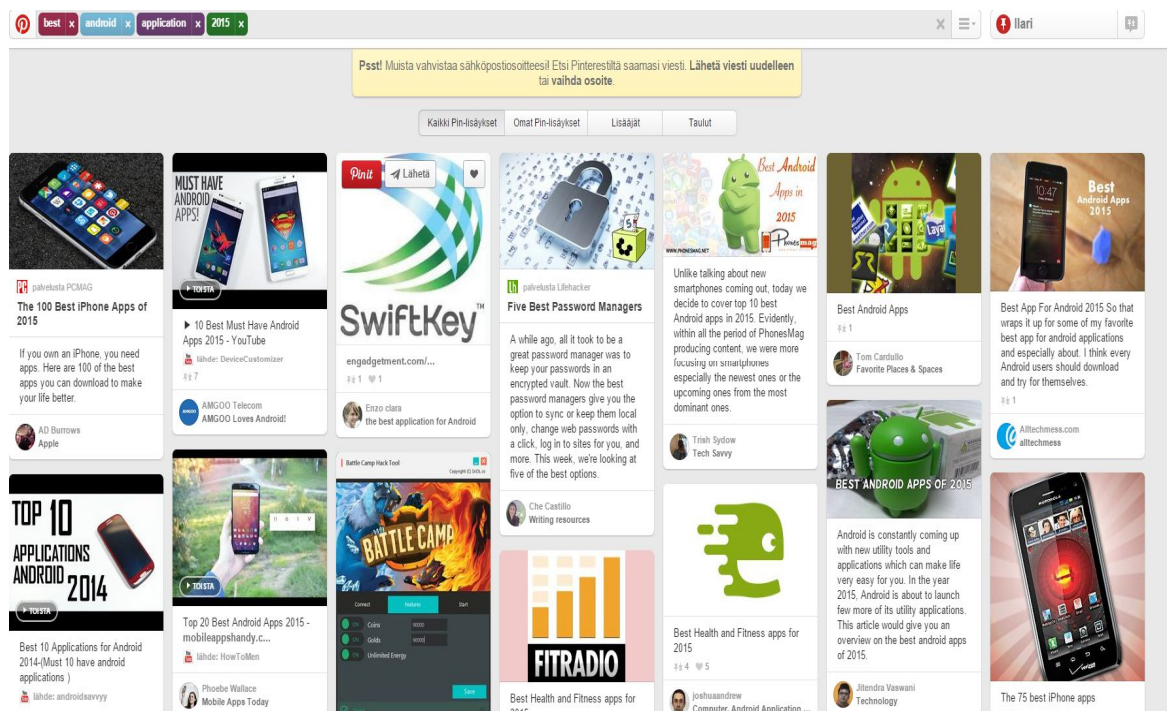 best x android x application x 2015 x
Ilari
Psst! Muista vahvistaa sähköpostiosoitteesi! Etsi Pinterestiltä saamasi viesti. Lähetä viesti uudelleen
tai vaihda osoite.
Kaikki Pin-lisäykset Omat Pin-lisäykset Lisääjät Taulut
palvelusta PCMAG
The 100 Best iPhone Apps of
2015
If you own an iPhone, you need
apps. Here are 100 of the best
apps you can download to make
your life better.
AD Burrows
Apple
TOP 10
APPLICATIONS
ANDROID 2014
TOISTA
Best 10 Applications for Android
2014-(Must 10 have android
applications )
lähde: androidsavvyy
MUST HAVE
ANDROID
APPS!
TOISTA
10 Best Must Have Android
Apps 2015 - YouTube
lähde: DeviceCustomizer
7
AMGOO Telecom
AMGOO Loves Android!
TOISTA
Top 20 Best Android Apps 2015 -
mobileappshandy.c...
lähde: HowToMen
Phoebe Wallace
Mobile Apps Today
Pinit Lähetä
SwiftKey™
engadgetment.com/...
1 1
Enzo clara
the best application for Android
Battle Camp Hack Tool
BATTLE CAMP
Connect Features Start
ON Coins 90000
ON Golds 90000
ON Unlimited Energy
Save
palvelusta Lifehacker
Five Best Password Managers
A while ago, all it took to be a
great password manager was to
keep your passwords in an
encrypted vault. Now the best
password managers give you the
option to sync or keep them local
only, change web passwords with
a click, log in to sites for you, and
more. This week, we're looking at
five of the best options.
Che Castillo
Writing resources
FITRADIO
Best Health and Fitness apps for
2015
Best Android
Apps in
2015
Phonesmag
WWW.PHONESMAG.NET
Unlike talking about new
smartphones coming out, today we
decide to cover top 10 best
Android apps in 2015. Evidently,
within all the period of PhonesMag
producing content, we were more
focusing on smartphones
especially the newest ones or the
upcoming ones from the most
dominant ones.
Trish Sydow
Tech Savvy
Best Health and Fitness apps for
2015
4 5
joshuaandrew
Computer, Android Application ...
Best Android Apps
1
Tom Cardullo
Favorite Places & Spaces
BEST ANDROID APPS OF 2015
Android is constantly coming up
with new utility tools and
applications which can make life
very easy for you. In the year
2015, Android is about to launch
few more of its utility applications.
This article would give you an
overview on the best android apps
of 2015.
Jitendra Vaswani
Technology
10:47
Best
Android Apps
2015
Best App For Android 2015 So that
wraps it up for some of my favorite
best app for android applications
and especially about. I think every
Android users should download
and try for themselves.
1
Alltechmess.com
alltechmess
MOTOROLA
verizon
The 75 best iPhone apps